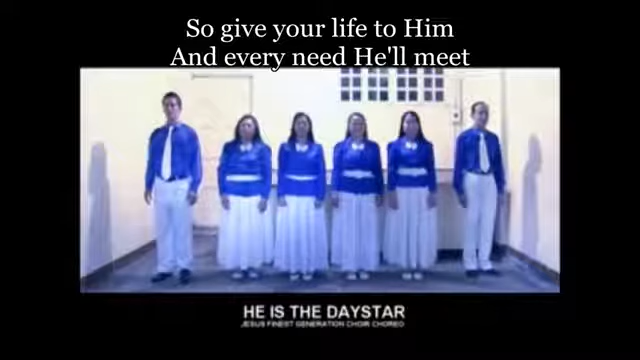 So give your life to Him
And every need He'll meet
HE IS THE DAYSTAR
JESUS FINEST GENERATION CHOIR CHOREO